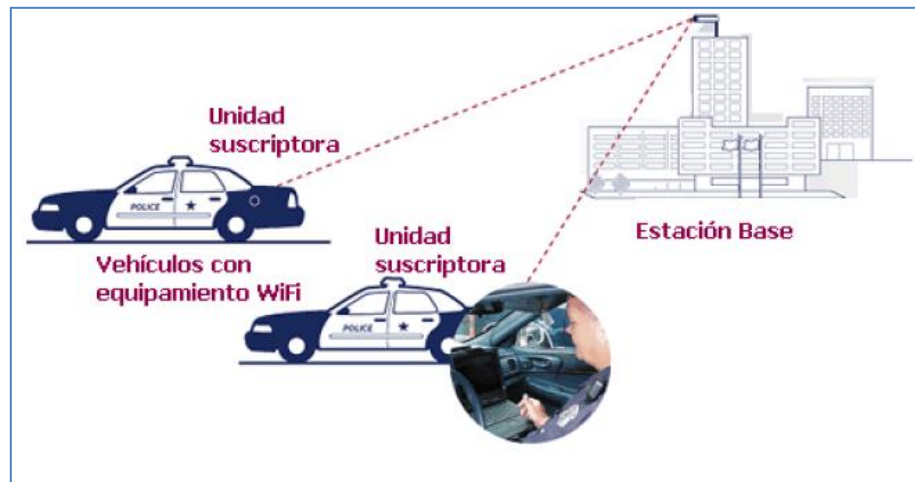 Unidad
suscriptora
POLICE
Unidad
suscriptora
Estación Base
Vehículos con
equipamiento WiFi
POLICE